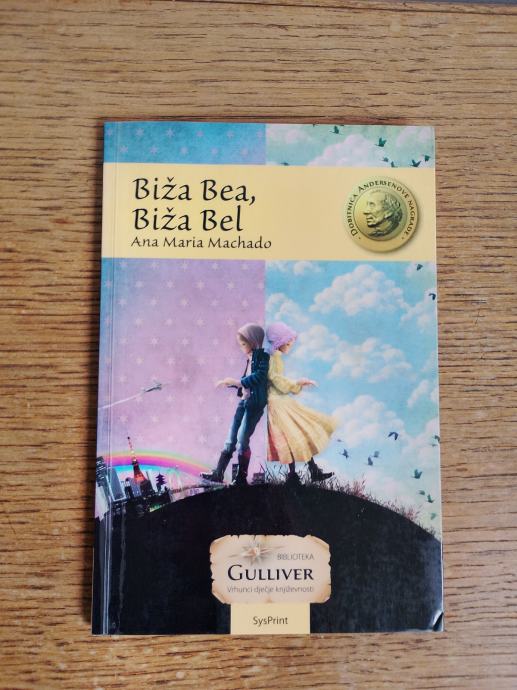 Biža Bea,
Biža Bel
Ana Maria Machado
· DOBITNICA ANDERSENOVE NAGRADE ·
BIBLIOTEKA
GULLIVER
Vrhunci dječje književnosti
SysPrint